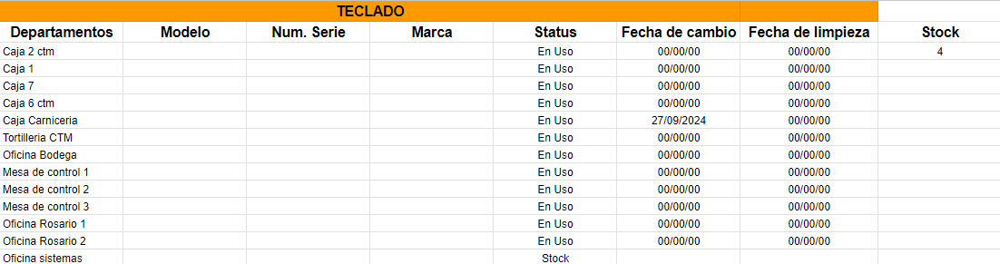 TECLADO
Departamentos Modelo Num. Serie Marca Status Fecha de cambio Fecha de limpieza Stock
Caja 2 ctm En Uso 00/00/00 00/00/00 4
Caja 1 En Uso 00/00/00 00/00/00
Caja 7 En Uso 00/00/00 00/00/00
Caja 6 ctm En Uso 00/00/00 00/00/00
Caja Carniceria En Uso 27/09/2024 00/00/00
Tortilleria CTM En Uso 00/00/00 00/00/00
Oficina Bodega En Uso 00/00/00 00/00/00
Mesa de control 1 En Uso 00/00/00 00/00/00
Mesa de control 2 En Uso 00/00/00 00/00/00
Mesa de control 3 En Uso 00/00/00 00/00/00
Oficina Rosario 1 En Uso 00/00/00 00/00/00
Oficina Rosario 2 En Uso 00/00/00 00/00/00
Oficina sistemas Stock